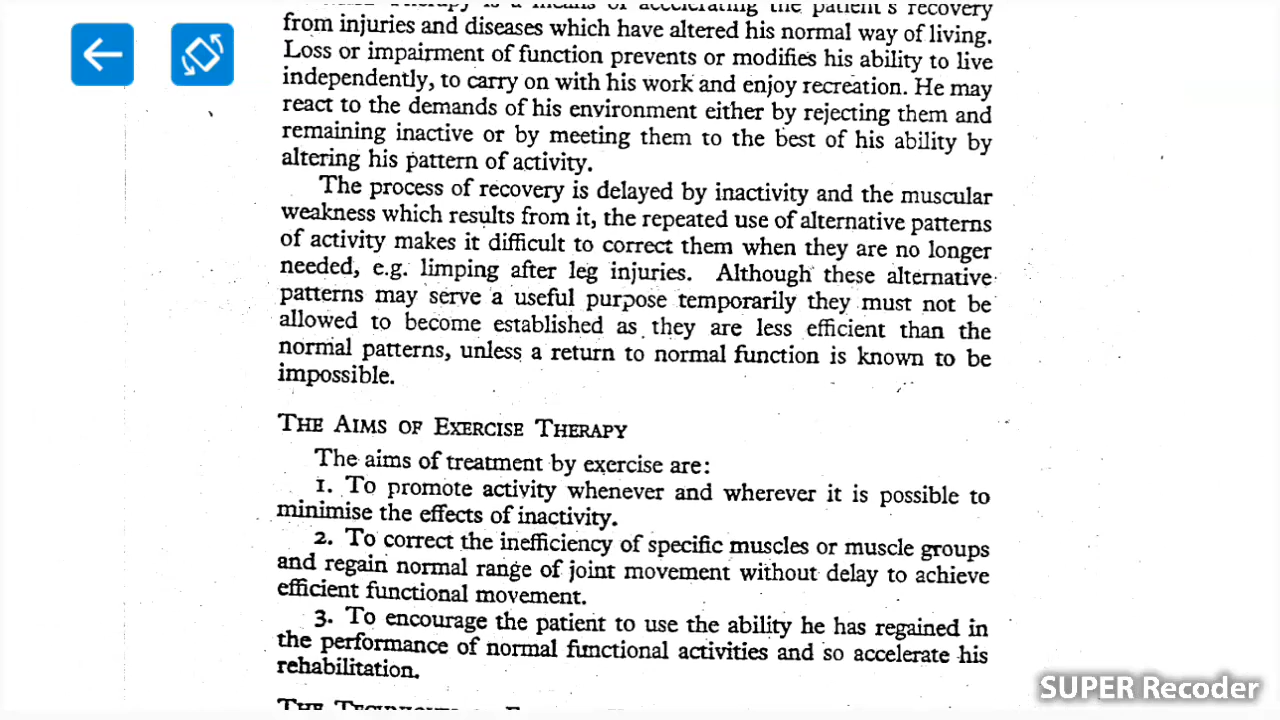 Therapy is a means of accelerating the patient's recovery
from injuries and diseases which have altered his normal way of living.
Loss or impairment of function prevents or modifies his ability to live
independently, to carry on with his work and enjoy recreation. He may
react to the demands of his environment either by rejecting them and
remaining inactive or by meeting them to the best of his ability by
altering his pattern of activity.
The process of recovery is delayed by inactivity and the muscular
weakness which results from it, the repeated use of alternative patterns
of activity makes it difficult to correct them when they are no longer
needed, e.g. limping after leg injuries. Although these alternative
patterns may serve a useful purpose temporarily they must not be
allowed to become established as they are less efficient than the
normal patterns, unless a return to normal function is known to be
impossible.
THE AIMS OF EXERCISE THERAPY
The aims of treatment by exercise are:
1. To promote activity whenever and wherever it is possible to
minimise the effects of inactivity.
2. To correct the inefficiency of specific muscles or muscle groups
and regain normal range of joint movement without delay to achieve
efficient functional movement.
3. To encourage the patient to use the ability he has regained in
the performance of normal functional activities and so accelerate his
rehabilitation.
THE
SUPER Recoder